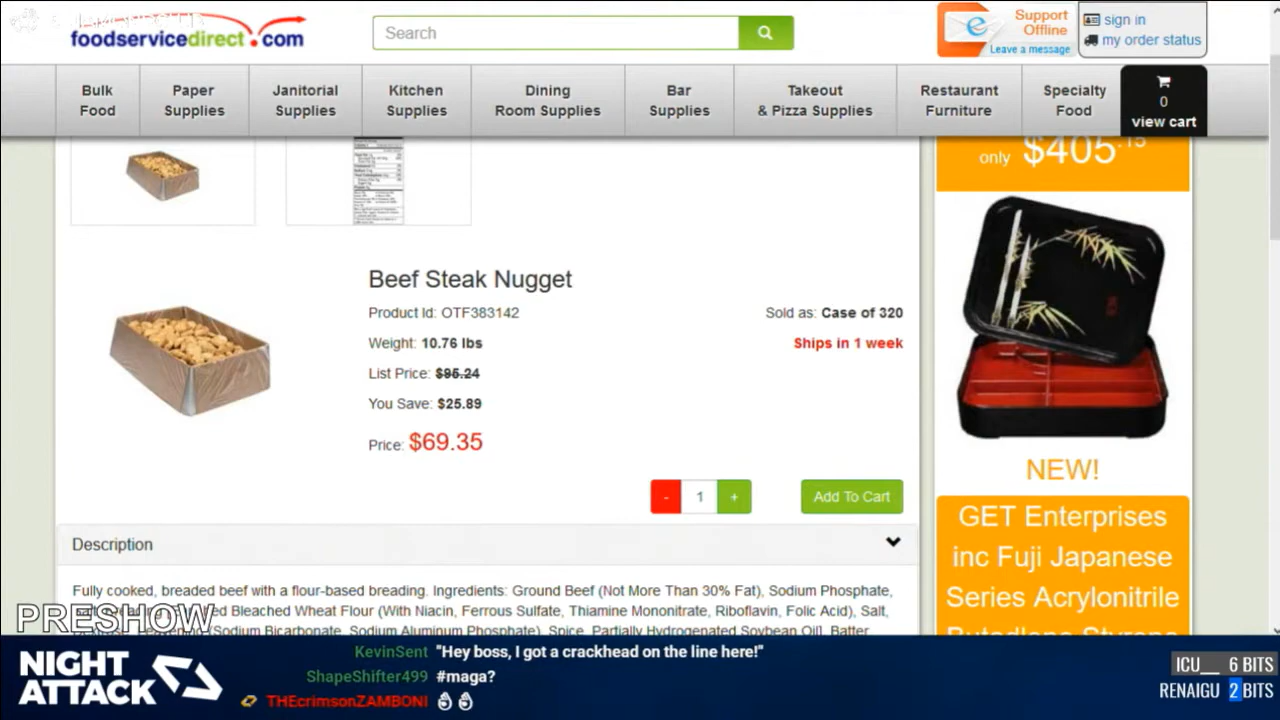 foodservicedirect.com
Search
Support
Offline
Leave a message
sign in
my order status
Bulk
Food
Paper
Supplies
Janitorial
Supplies
Kitchen
Supplies
Dining
Room Supplies
Bar
Supplies
Takeout
& Pizza Supplies
Restaurant
Furniture
Specialty
Food
0
view cart
only $405.15
Beef Steak Nugget
Product Id: OTF383142
Sold as: Case of 320
Weight: 10.76 lbs
Ships in 1 week
List Price: $95.24
You Save: $25.89
Price: $69.35
- 1 +
Add To Cart
NEW!
GET Enterprises
inc Fuji Japanese
Series Acrylonitrile
Butadiene Styrene
Description
Fully cooked, breaded beef with a flour-based breading. Ingredients: Ground Beef (Not More Than 30% Fat), Sodium Phosphate,
Bleached Wheat Flour (With Niacin, Ferrous Sulfate, Thiamine Mononitrate, Riboflavin, Folic Acid), Salt,
(Sodium Bicarbonate, Sodium Aluminum Phosphate), Spice, Partially Hydrogenated Soybean Oil], Batter
PRESHOW
NIGHT
ATTACK
KevinSent "Hey boss, I got a crackhead on the line here!"
ShapeShifter499 #maga?
THEcrimsonZAMBONI 👌👌
ICU__ 6 BITS
RENAIGU 2 BITS